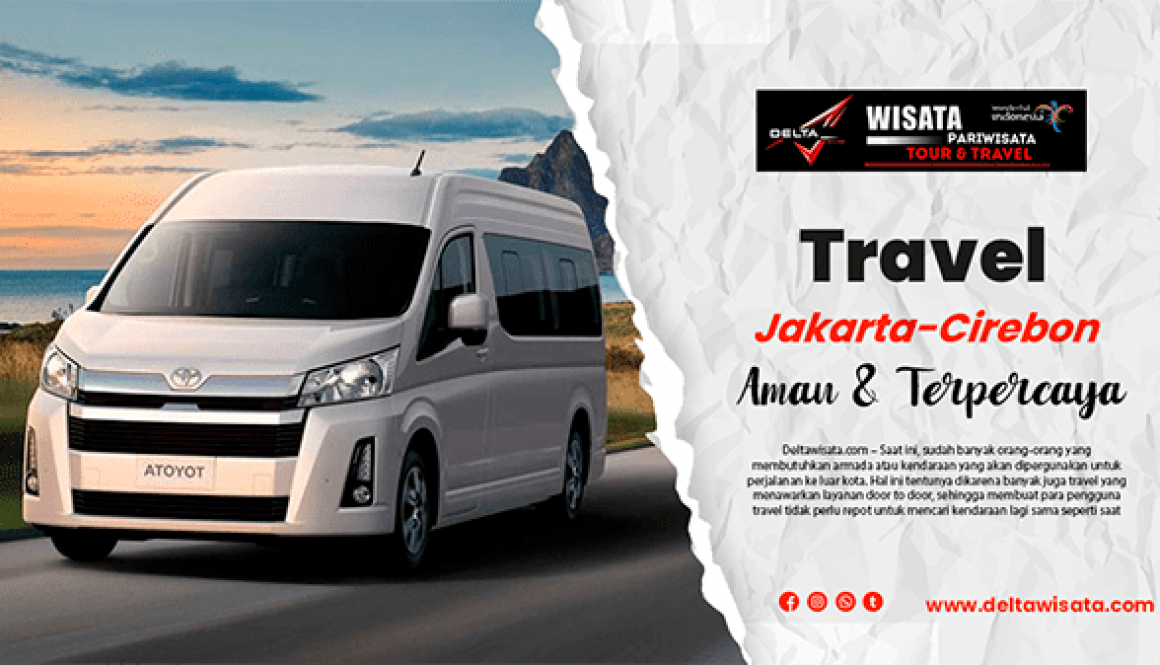 DELTA
WISATA
PARIWISATA
TOUR & TRAVEL
wonderful
indonesia
Travel
Jakarta-Cirebon
Aman & Terpercaya
Deltawisata.com – Saat ini, sudah banyak orang-orang yang
membutuhkan armada atau kendaraan yang akan dipergunakan untuk
perjalanan ke luar kota. Hal ini tentunya dikarena banyak juga travel yang
menawarkan layanan door to door, sehingga membuat para pengguna
travel tidak perlu repot untuk mencari kendaraan lagi sama seperti saat
ATOYOT
www.deltawisata.com